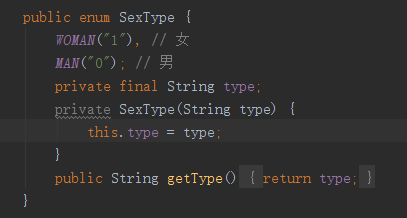 public enum SexType {
WOMAN("1"), // 女
MAN("0"); // 男
private final String type;
private SexType(String type) {
this.type = type;
}
public String getType() { return type; }
}